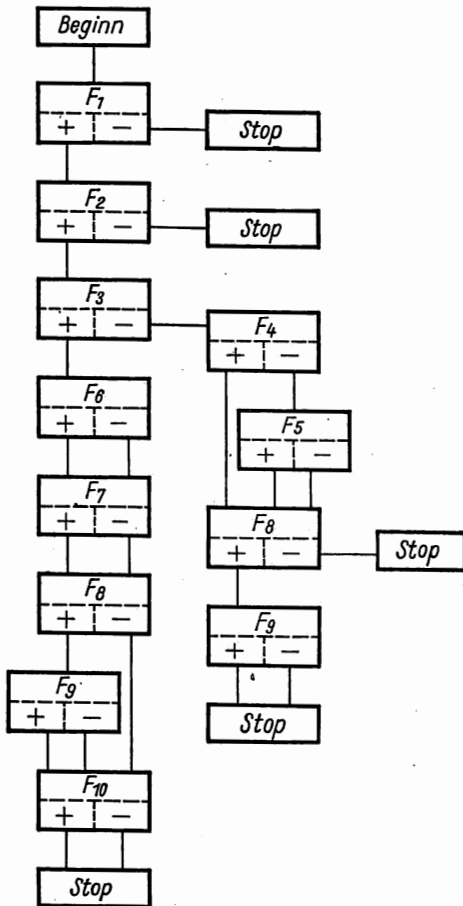 Beginn
F1
+ −
Stop
F2
+ −
Stop
F3
+ −
F4
+ −
F6
+ −
F5
+ −
F7
+ −
F8
+ −
Stop
F8
+ −
F9
+ −
F9
+ −
Stop
F10
+ −
Stop